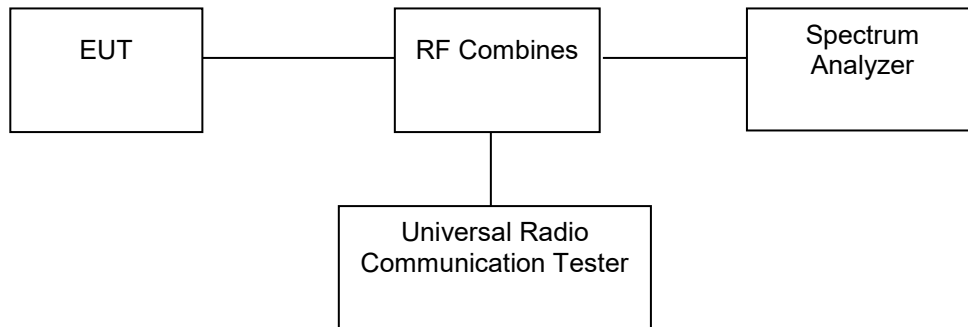 EUT
RF Combines
Spectrum
Analyzer
Universal Radio
Communication Tester